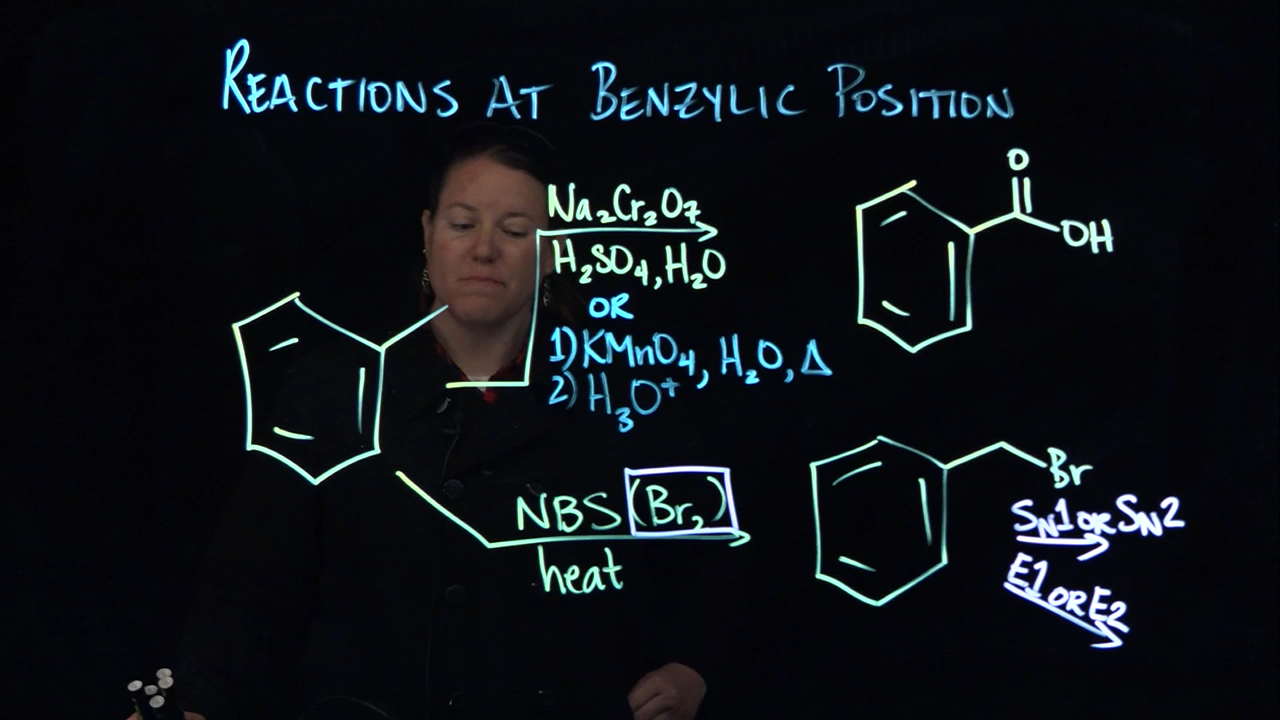 REACTIONS AT BENZYLIC POSITION
Na₂Cr₂O₇
H₂SO₄, H₂O
OR
1) KMnO₄, H₂O, Δ
2) H₃O⁺
O
OH
NBS (Br₂)
heat
Br
SN1 OR SN2
E1 OR E2